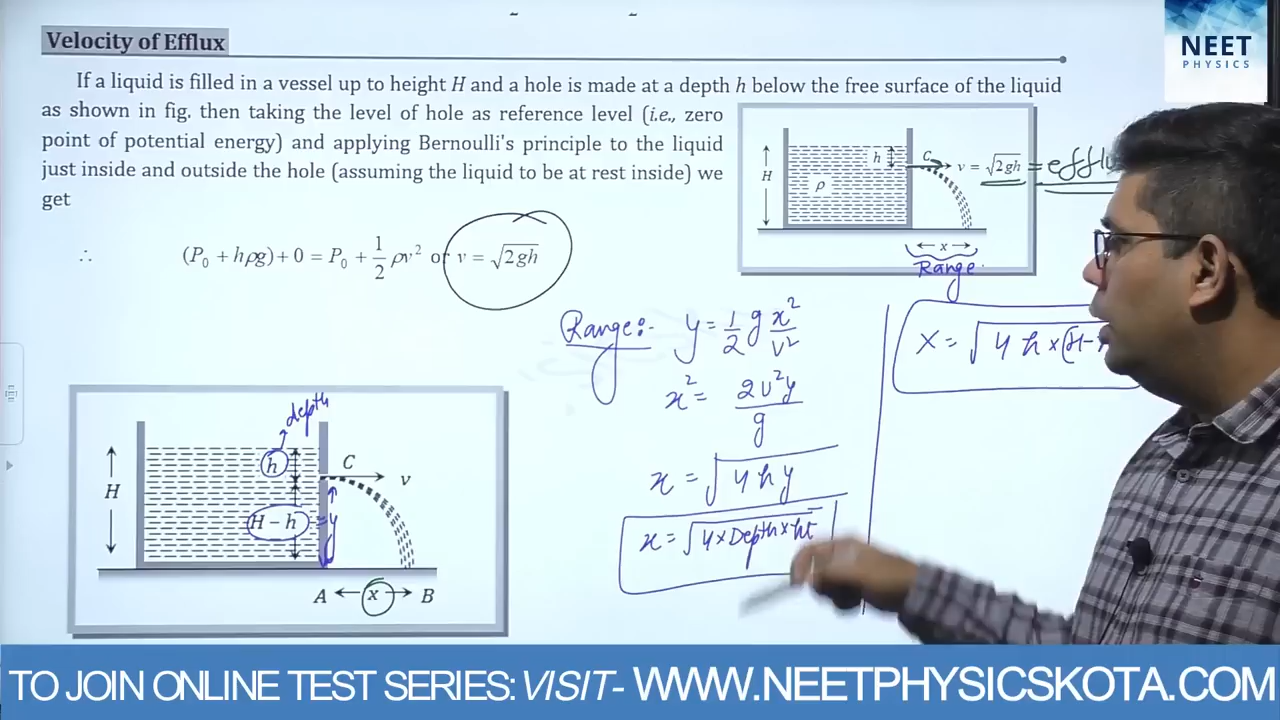 NEET
PHYSICS
Velocity of Efflux
If a liquid is filled in a vessel up to height H and a hole is made at a depth h below the free surface of the liquid
as shown in fig. then taking the level of hole as reference level (i.e., zero
point of potential energy) and applying Bernoulli's principle to the liquid
just inside and outside the hole (assuming the liquid to be at rest inside) we
get
∴ (P₀ + hρg) + 0 = P₀ + 1/2 ρv² or v = √2gh
H
h
ρ
C
v = √2gh =
x
Range
Range:- y = 1/2 g x²/v²
x² = 2v²y/g
x = √4hy
x = √4×Depth×ht
depth
h
C
v
H
H – h = y
A ← x → B
TO JOIN ONLINE TEST SERIES: VISIT- WWW.NEETPHYSICSKOTA.COM